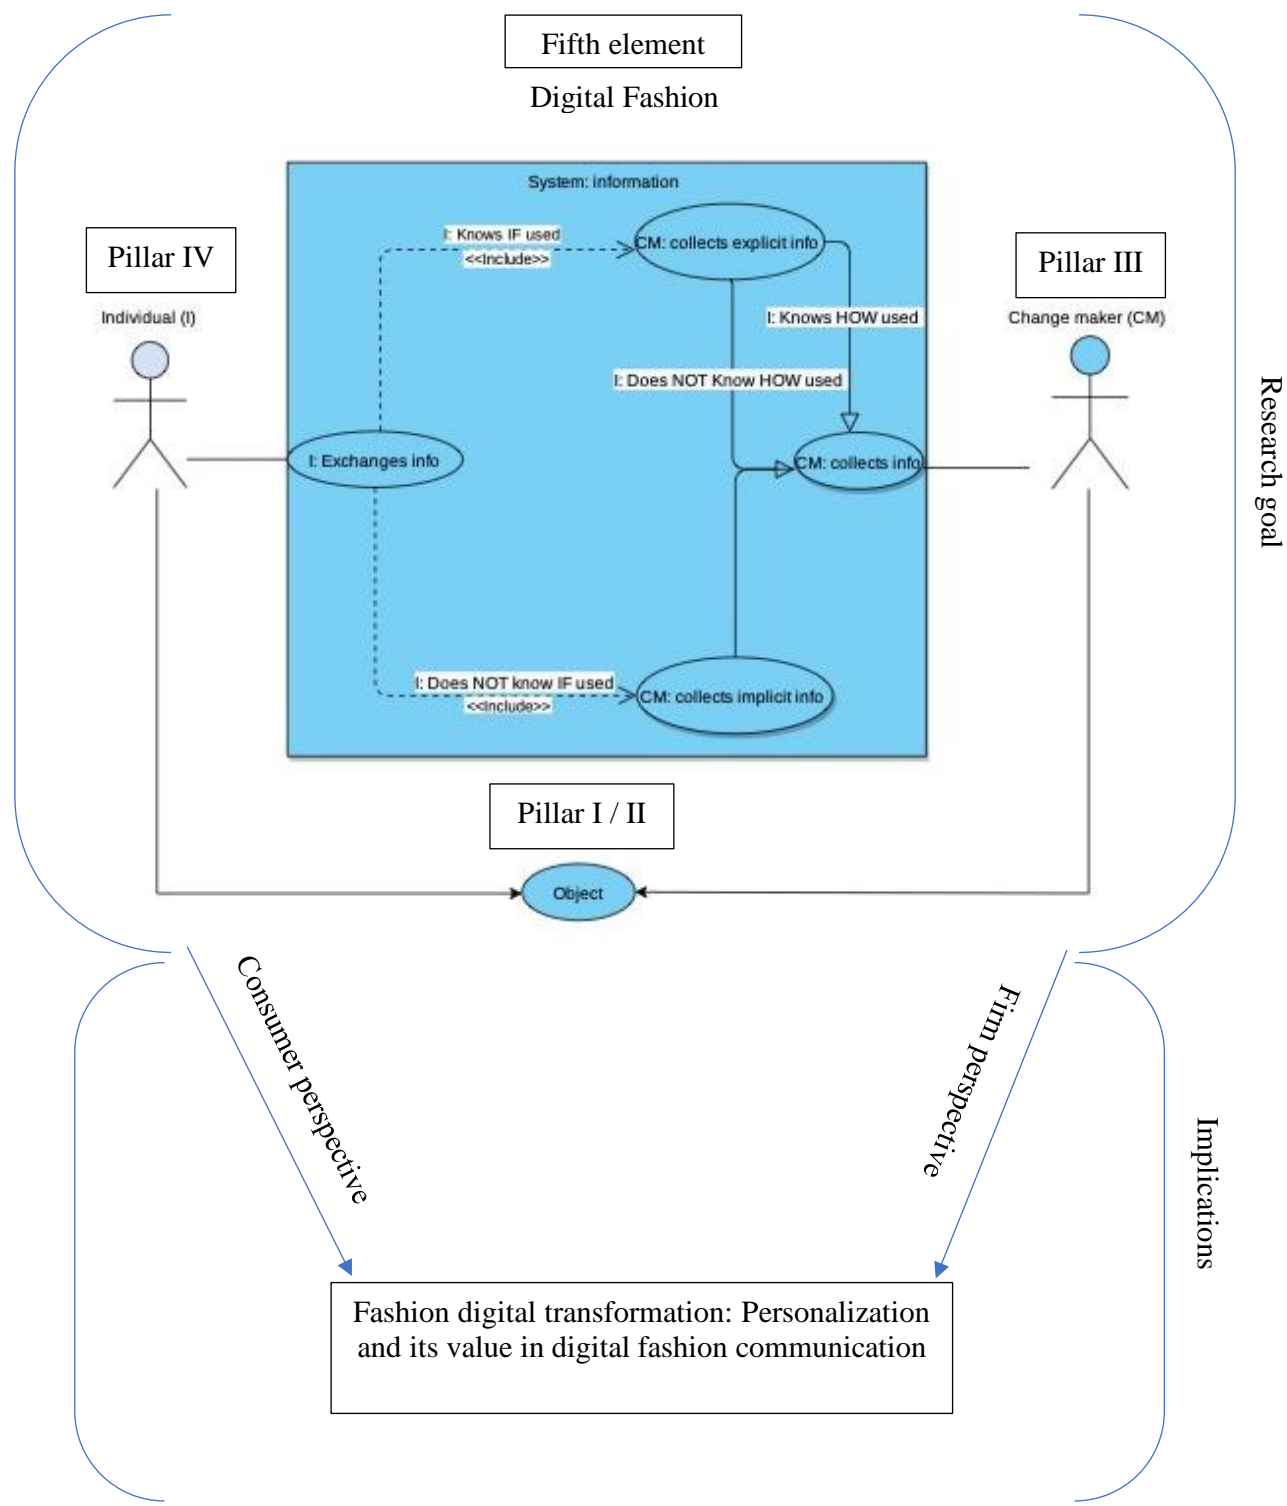 Fifth element
Digital Fashion
System: information
I: Knows IF used
<<Include>>
CM: collects explicit info
Pillar IV
Pillar III
Individual (I)
Change maker (CM)
I: Knows HOW used
I: Does NOT Know HOW used
I: Exchanges info
CM: collects info
Research goal
I: Does NOT know IF used
<<Include>>
CM: collects implicit info
Pillar I / II
Object
Consumer perspective
Firm perspective
Implications
Fashion digital transformation: Personalization
and its value in digital fashion communication